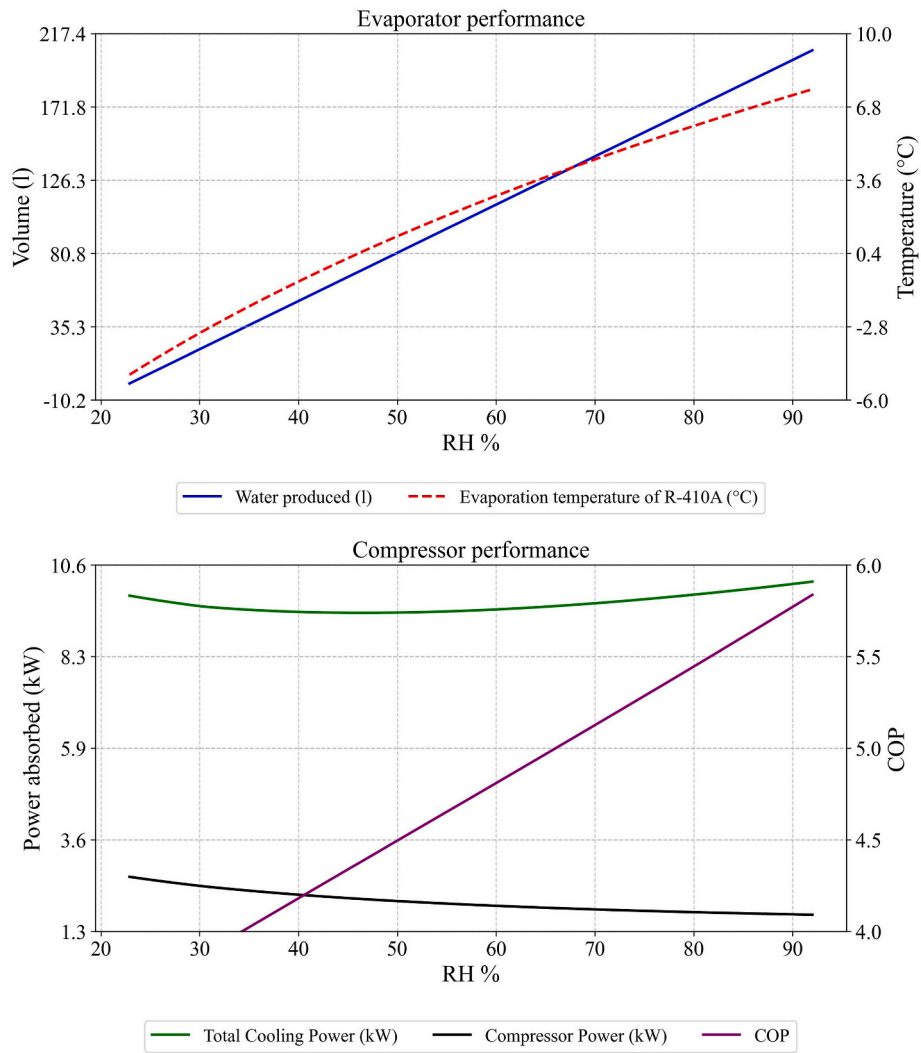 Evaporator performance
217.4
171.8
126.3
80.8
35.3
-10.2
Volume (l)
10.0
6.8
3.6
0.4
-2.8
-6.0
Temperature (°C)
20 30 40 50 60 70 80 90
RH %
Water produced (l) Evaporation temperature of R-410A (°C)
Compressor performance
10.6
8.3
5.9
3.6
1.3
Power absorbed (kW)
6.0
5.5
5.0
4.5
4.0
COP
20 30 40 50 60 70 80 90
RH %
Total Cooling Power (kW) Compressor Power (kW) COP